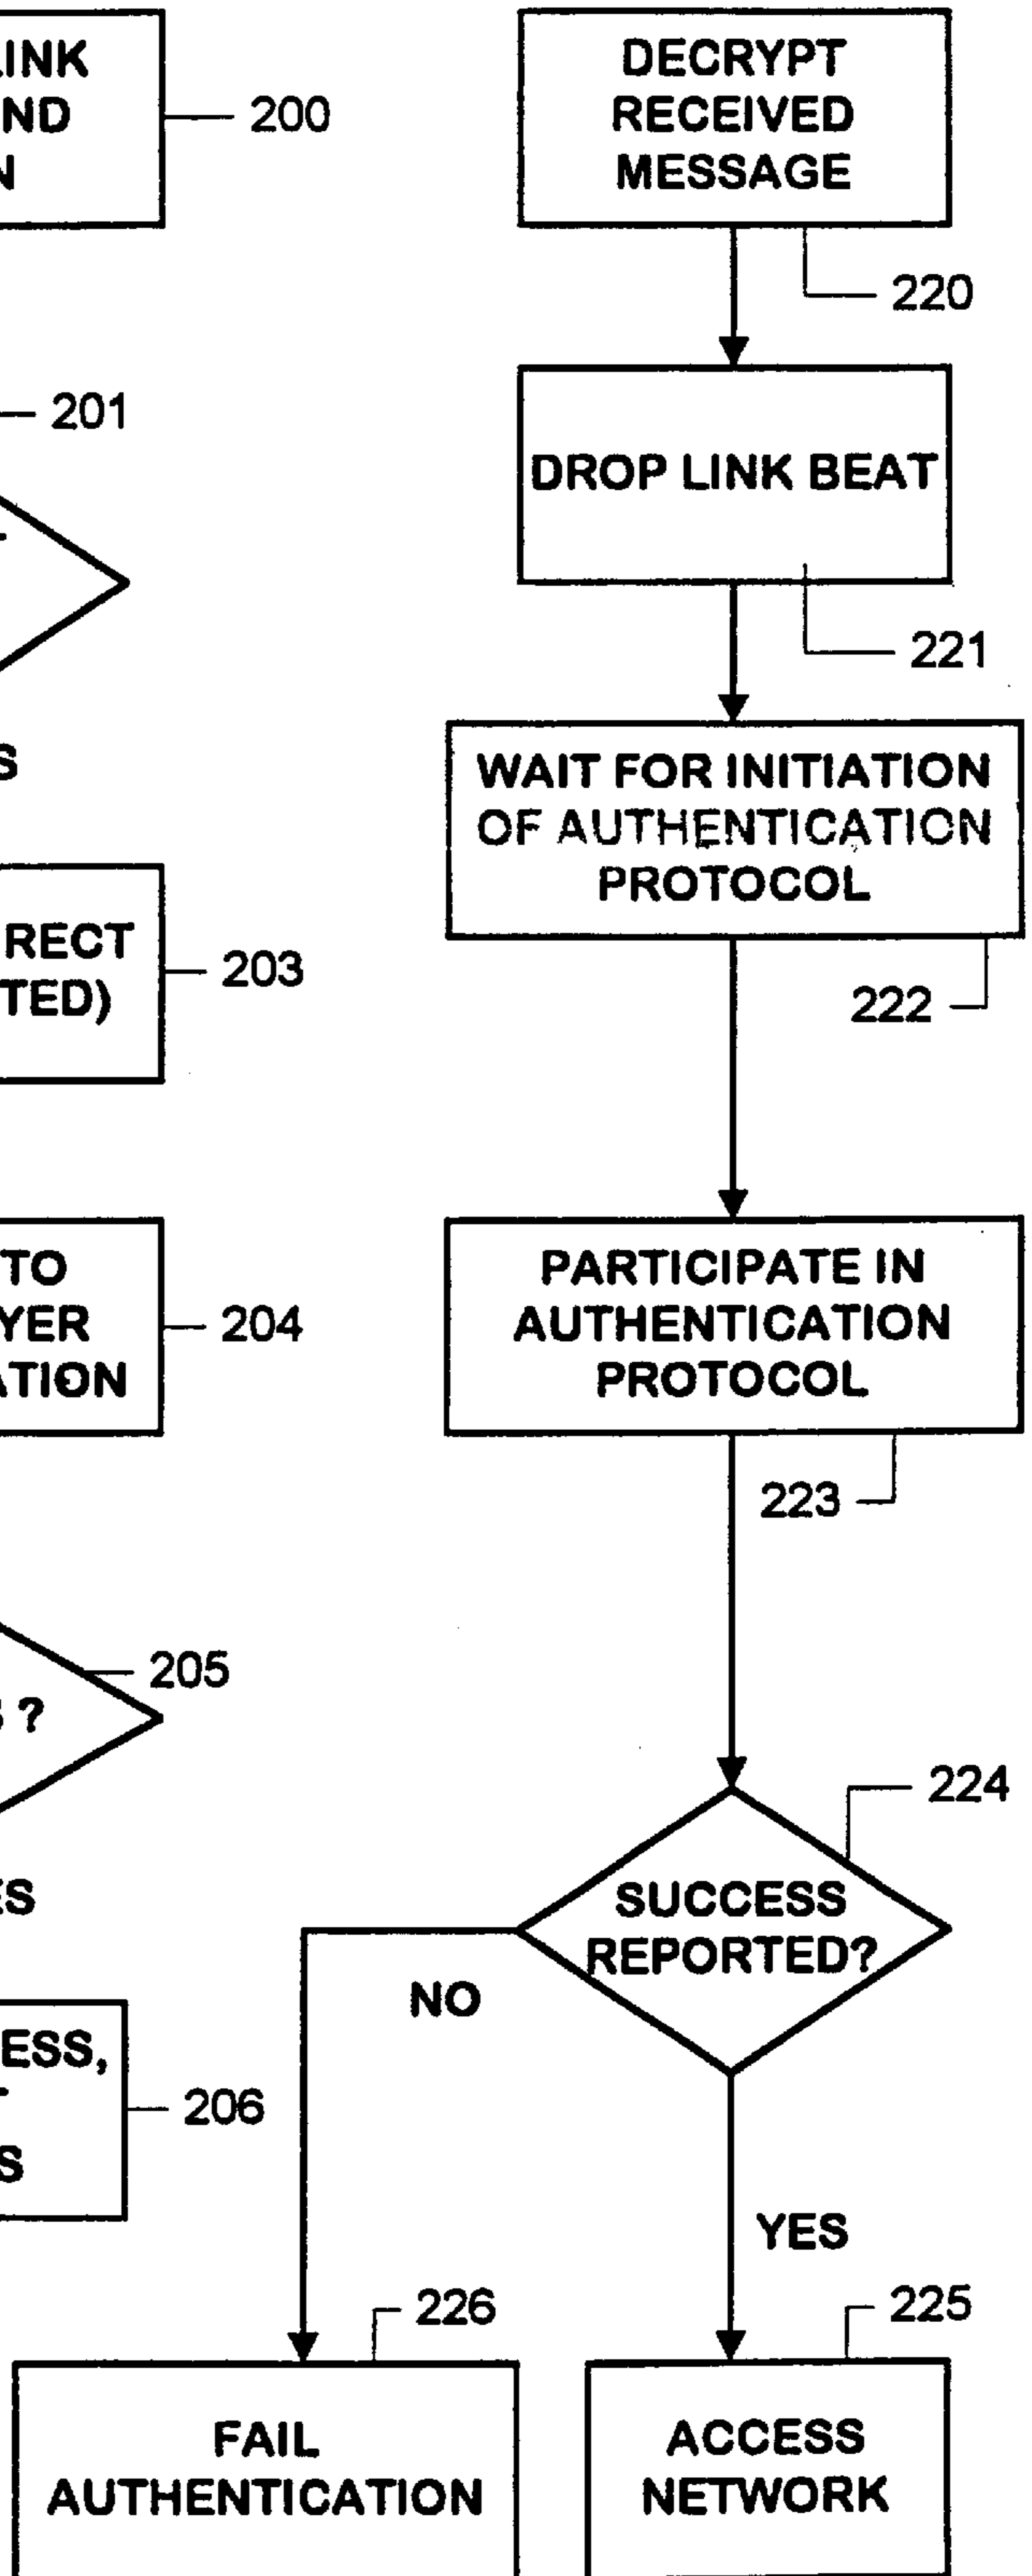 INK
ND
N
200
201
S
RECT
TED)
203
TO
YER
ATION
204
205
?
ES
ESS,
S
206
DECRYPT
RECEIVED
MESSAGE
220
DROP LINK BEAT
221
WAIT FOR INITIATION
OF AUTHENTICATION
PROTOCOL
222
PARTICIPATE IN
AUTHENTICATION
PROTOCOL
223
224
SUCCESS
REPORTED?
NO
YES
226
FAIL
AUTHENTICATION
225
ACCESS
NETWORK